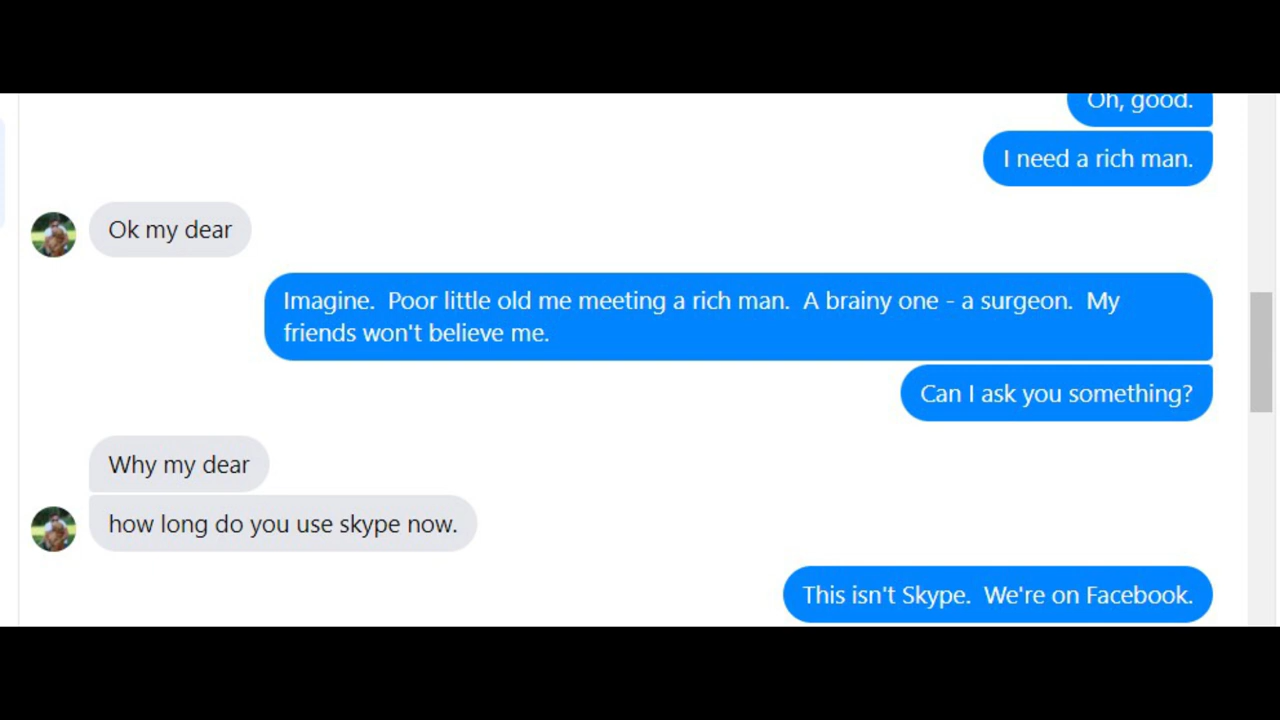 Oh, good.
I need a rich man.
Ok my dear
Imagine.  Poor little old me meeting a rich man.  A brainy one - a surgeon.  My
friends won't believe me.
Can I ask you something?
Why my dear
how long do you use skype now.
This isn't Skype.  We're on Facebook.